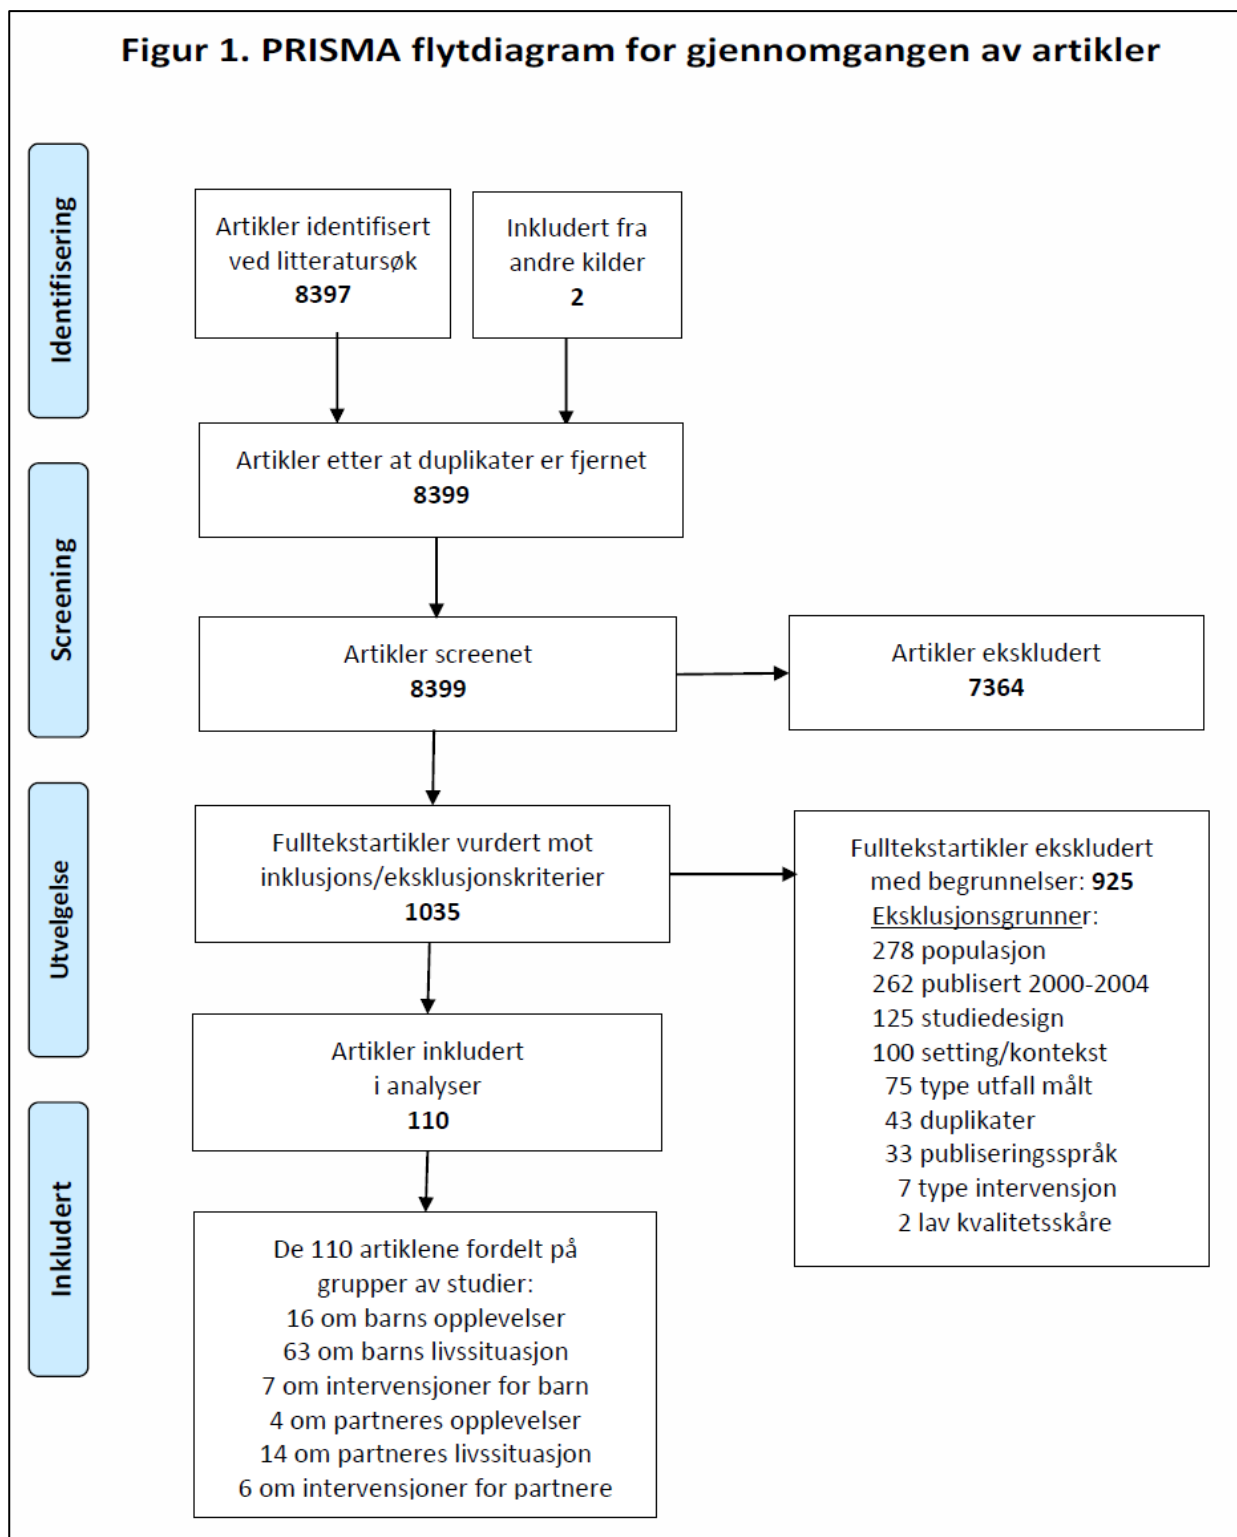 Figur 1. PRISMA flytdiagram for gjennomgangen av artikler
Identifisering
Artikler identifisert
ved litteratursøk
8397
Inkludert fra
andre kilder
2
Artikler etter at duplikater er fjernet
8399
Screening
Artikler screenet
8399
Artikler ekskludert
7364
Utvelgelse
Fulltekstartikler vurdert mot
inklusjons/eksklusjonskriterier
1035
Fulltekstartikler ekskludert
med begrunnelser: 925
Eksklusjonsgrunner:
278 populasjon
262 publisert 2000-2004
125 studiedesign
100 setting/kontekst
75 type utfall målt
43 duplikater
33 publiseringsspråk
7 type intervensjon
2 lav kvalitetsskåre
Artikler inkludert
i analyser
110
Inkludert
De 110 artiklene fordelt på
grupper av studier:
16 om barns opplevelser
63 om barns livssituasjon
7 om intervensjoner for barn
4 om partneres opplevelser
14 om partneres livssituasjon
6 om intervensjoner for partnere